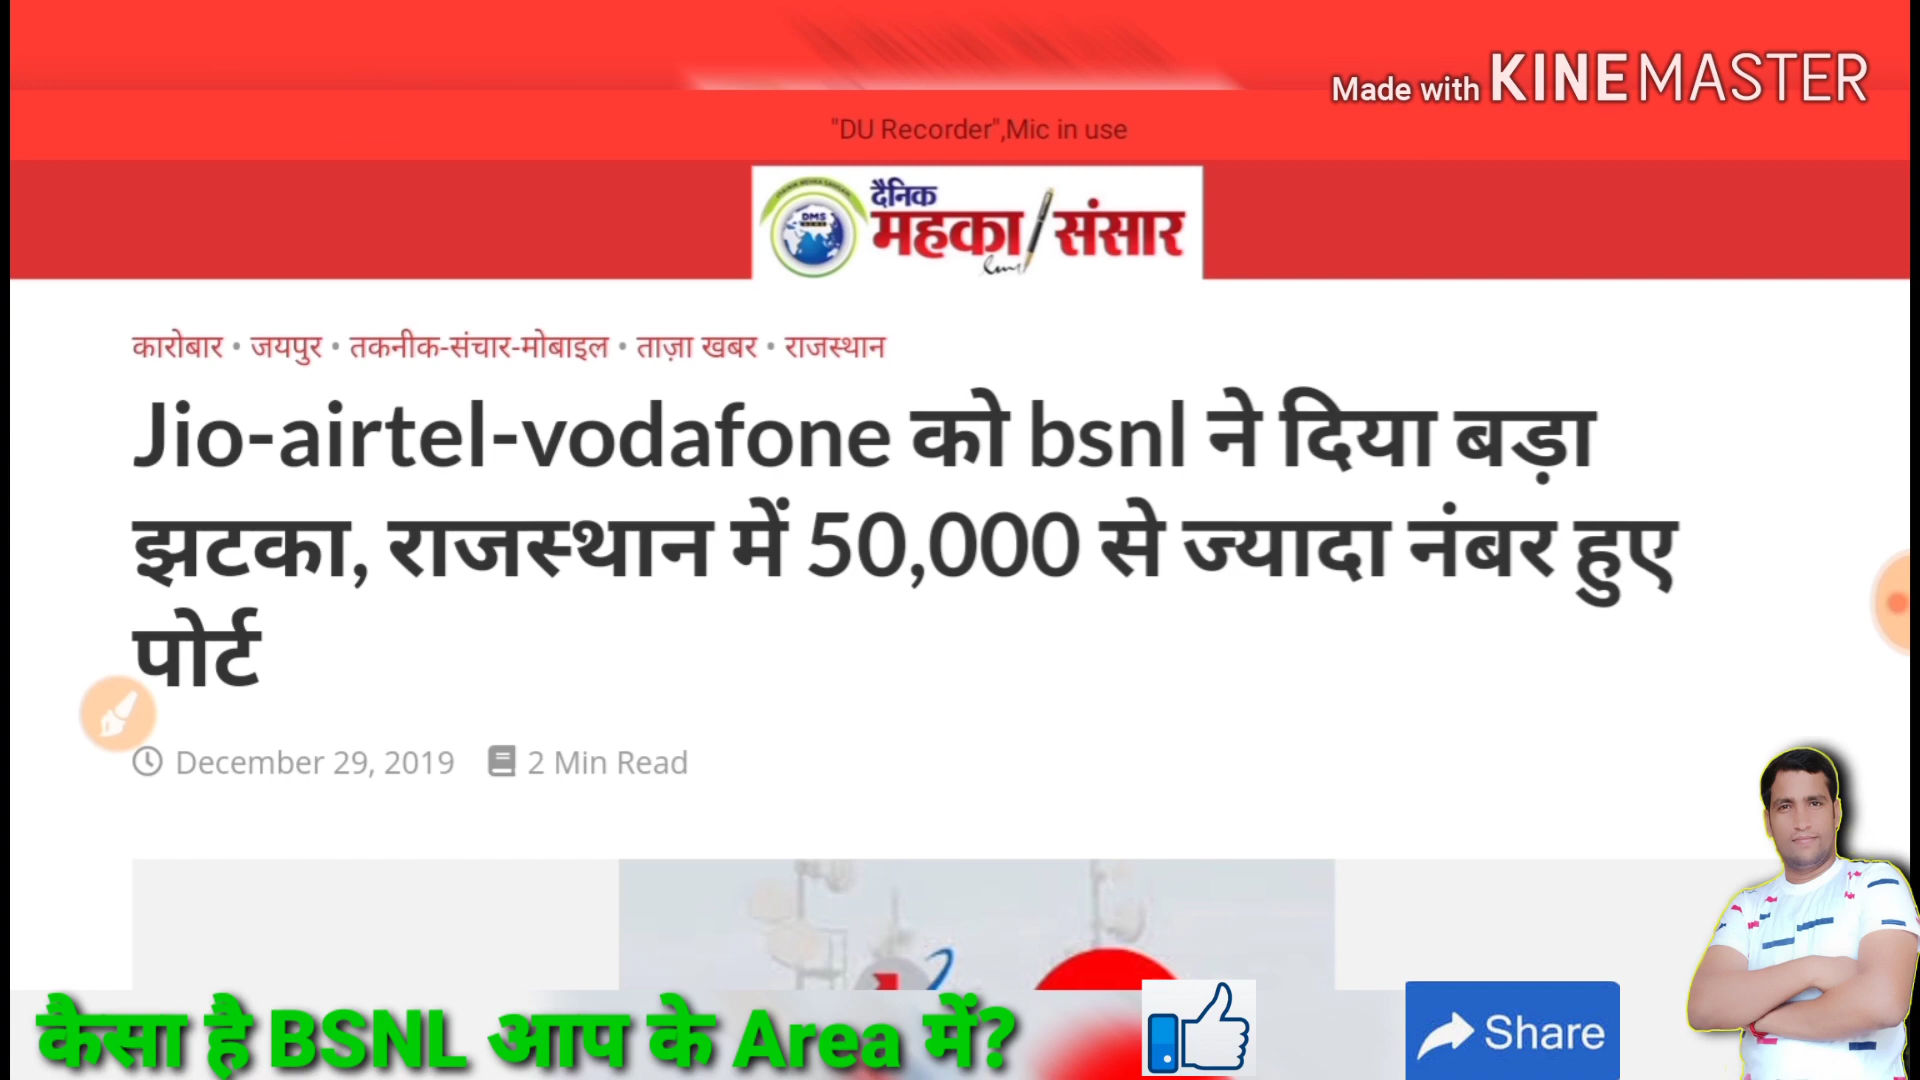 Made with KINEMASTER
"DU Recorder",Mic in use
DMS
दैनिक
महका संसार
कारोबार • जयपुर • तकनीक-संचार-मोबाइल • ताज़ा खबर • राजस्थान
Jio-airtel-vodafone को bsnl ने दिया बड़ा
झटका, राजस्थान में 50,000 से ज्यादा नंबर हुए
पोर्ट
December 29, 2019 2 Min Read
कैसा है BSNL आप के Area में?
Share